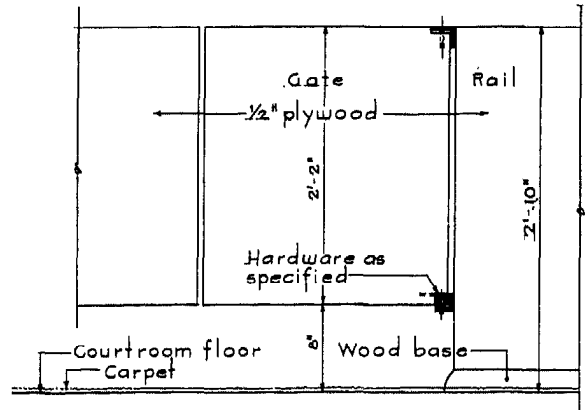 Gate
Rail
1/2" plywood
2'-2"
2'-10"
Hardware as
specified
8"
Courtroom floor
Wood base
Carpet